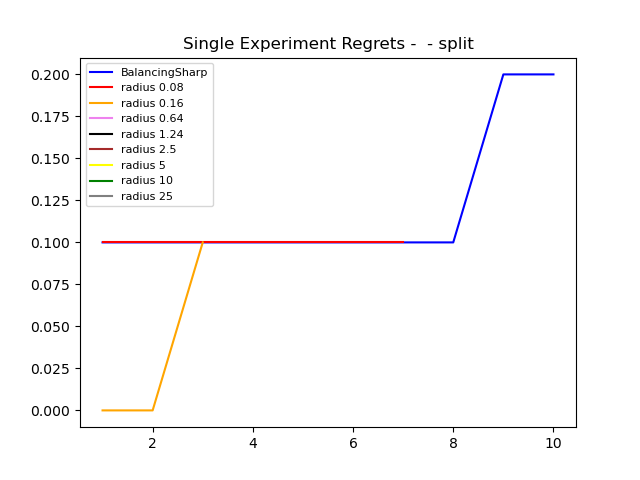 Single Experiment Regrets -  - split
0.200
0.175
0.150
0.125
0.100
0.075
0.050
0.025
0.000
BalancingSharp
radius 0.08
radius 0.16
radius 0.64
radius 1.24
radius 2.5
radius 5
radius 10
radius 25
2 4 6 8 10